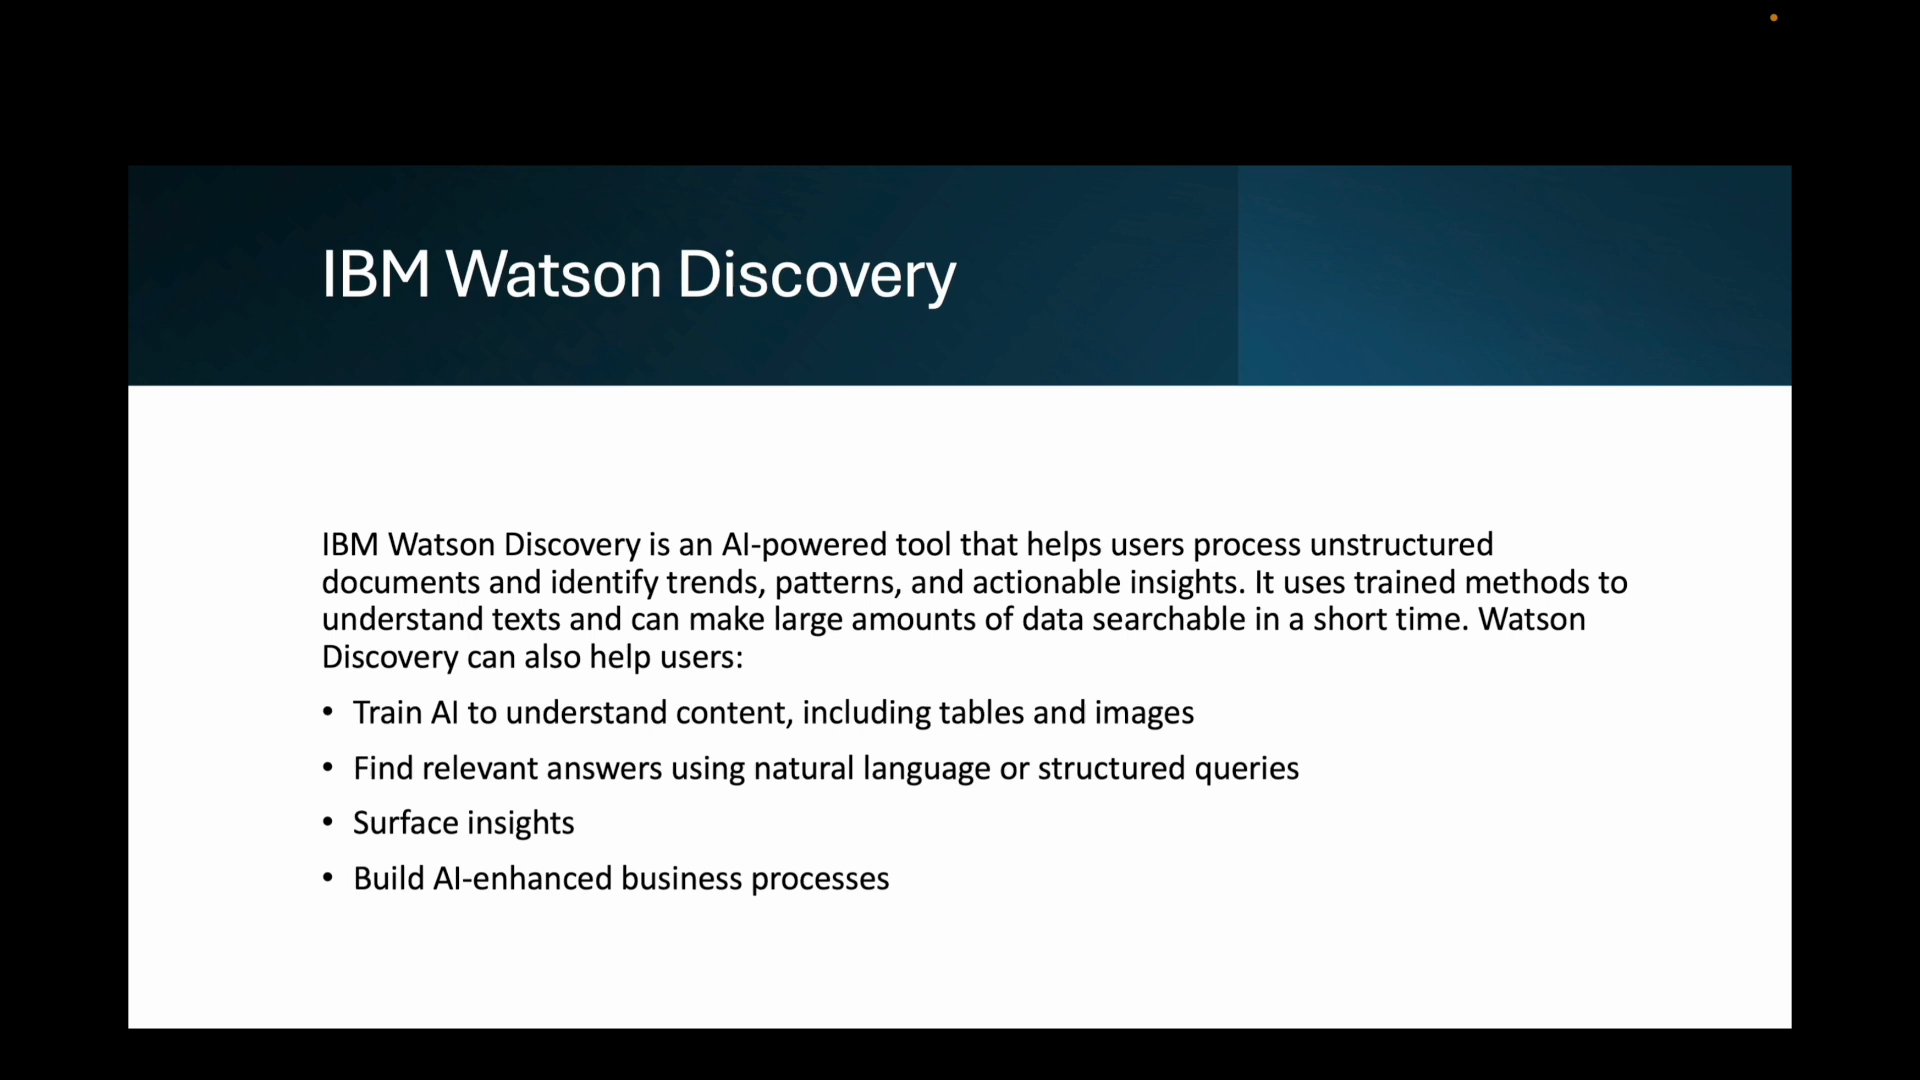 IBM Watson Discovery
IBM Watson Discovery is an AI-powered tool that helps users process unstructured
documents and identify trends, patterns, and actionable insights. It uses trained methods to
understand texts and can make large amounts of data searchable in a short time. Watson
Discovery can also help users:
• Train AI to understand content, including tables and images
• Find relevant answers using natural language or structured queries
• Surface insights
• Build AI-enhanced business processes